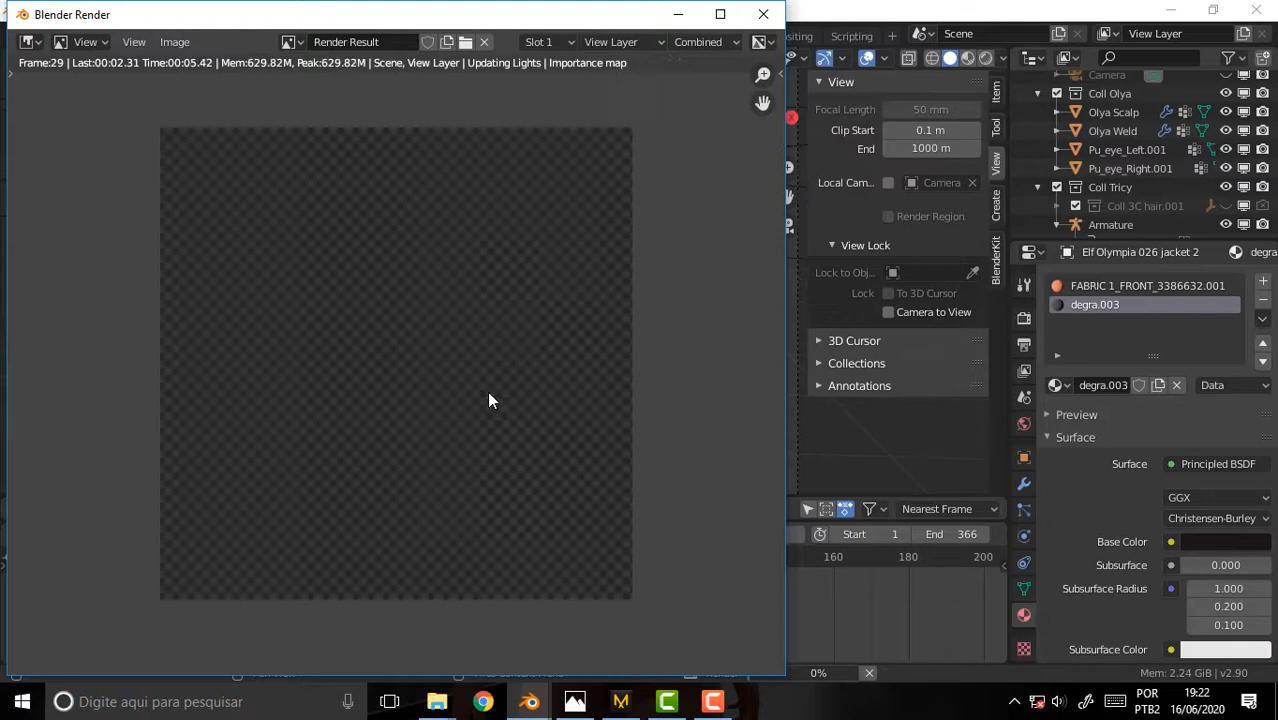 Blender Render
View
View
Image
Render Result
Slot 1
View Layer
Combined
Frame:29 | Last:00:02.31 Time:00:05.42 | Mem:629.82M, Peak:629.82M | Scene, View Layer | Updating Lights | Importance map
Scripting
Scene
View Layer
View
Focal Length
50 mm
Clip Start
0.1 m
End
1000 m
Local Cam...
Camera
Render Region
View Lock
Lock to Obj...
Lock
To 3D Cursor
Camera to View
3D Cursor
Collections
Annotations
Item
Tool
View
Create
BlenderKit
Camera
Coll Olya
Olya Scalp
Olya Weld
Pu_eye_Left.001
Pu_eye_Right.001
Coll Tricy
Coll 3C hair.001
Armature
Elf Olympia 026 jacket 2
degra
FABRIC 1_FRONT_3386632.001
degra.003
degra.003
Data
Preview
Surface
Surface
Principled BSDF
GGX
Christensen-Burley
Base Color
Subsurface
0.000
Subsurface Radius
1.000
0.200
0.100
Subsurface Color
Nearest Frame
Start
1
End
366
160
180
200
0%
Mem: 2.24 GiB | v2.90
Digite aqui para pesquisar
POR
PTB2
19:22
16/06/2020